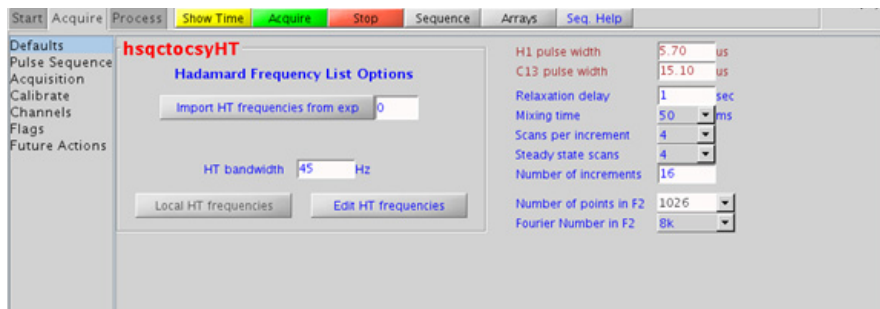 Start Acquire Process Show Time Acquire Stop Sequence Arrays Seq. Help
Defaults
Pulse Sequence
Acquisition
Calibrate
Channels
Flags
Future Actions
hsqctocsyHT
Hadamard Frequency List Options
Import HT frequencies from exp 0
HT bandwidth 45 Hz
Local HT frequencies Edit HT frequencies
H1 pulse width 5.70 us
C13 pulse width 15.10 us
Relaxation delay 1 sec
Mixing time 50 ms
Scans per increment 4
Steady state scans 4
Number of increments 16
Number of points in F2 1026
Fourier Number in F2 8k